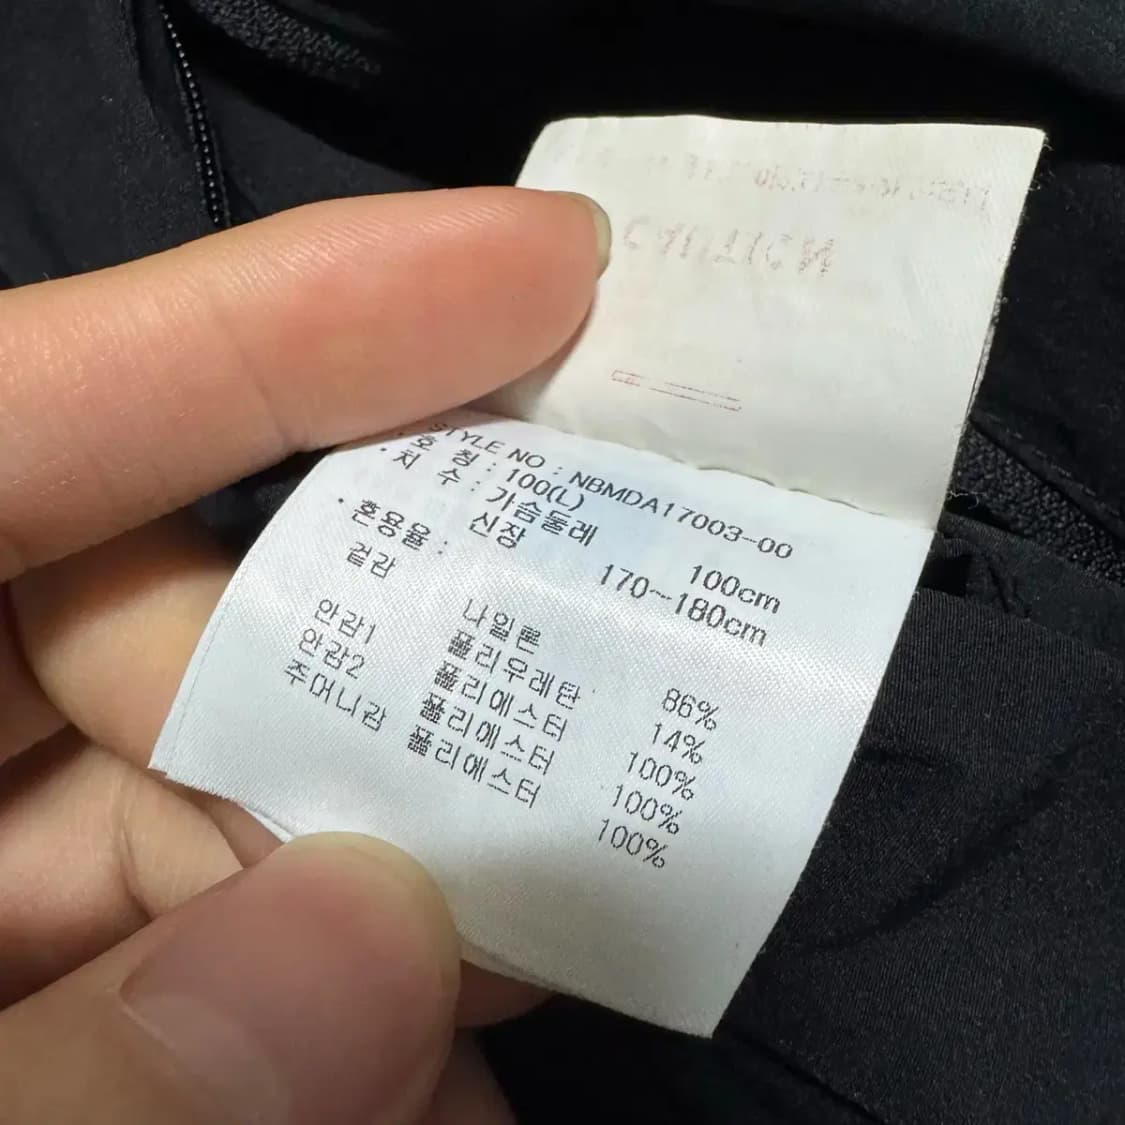 STYLE NO : NBMDA17003-00
· 호 칭 : 100(L)
· 치 수 : 가슴둘레 100cm
신장 170~180cm
· 혼용율 :
겉감 나일론 86%
폴리우레탄 14%
안감1 폴리에스터 100%
안감2 폴리에스터 100%
주머니감 폴리에스터 100%